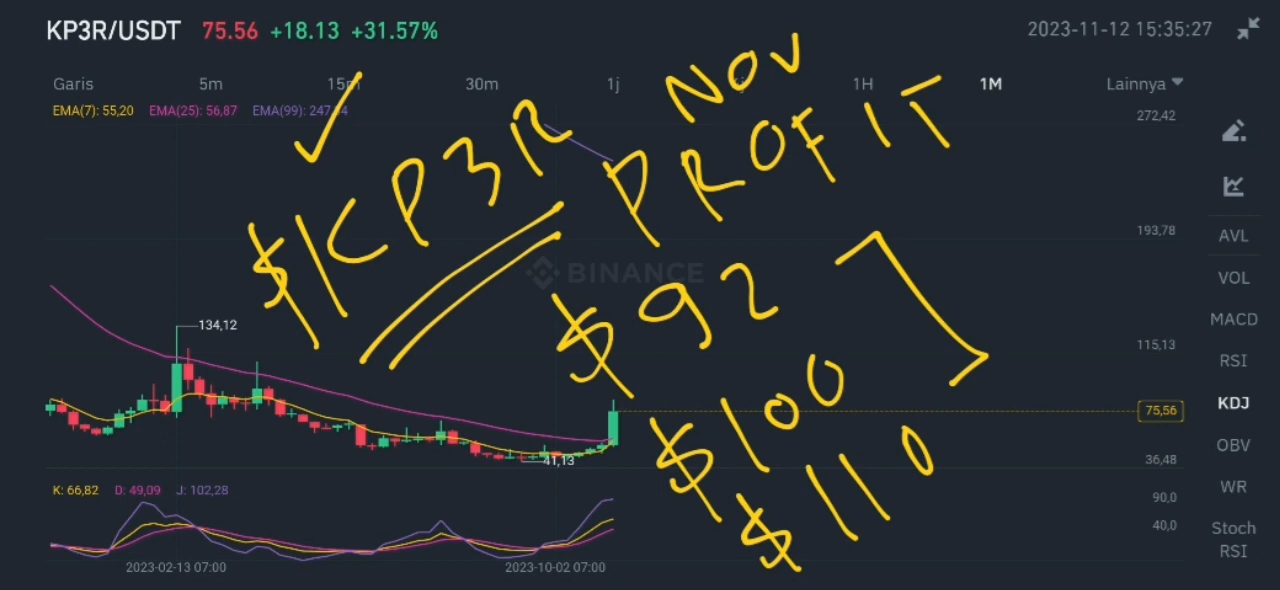 KP3R/USDT 75.56 +18.13 +31.57% 2023-11-12 15:35:27
Garis 5m 15m 30m 1j 1H 1M Lainnya
EMA(7): 55,20 EMA(25): 56,87
272,42
NOV
$KP3R PROFIT
193,78
AVL
BINANCE
VOL
$92
MACD
134,12
115,13
RSI
$100
KDJ
75,56
$110
OBV
41,13
36,48
WR
K: 66,82 D: 49,09 J: 102,28
90,0
40,0
Stoch
RSI
2023-02-13 07:00 2023-10-02 07:00